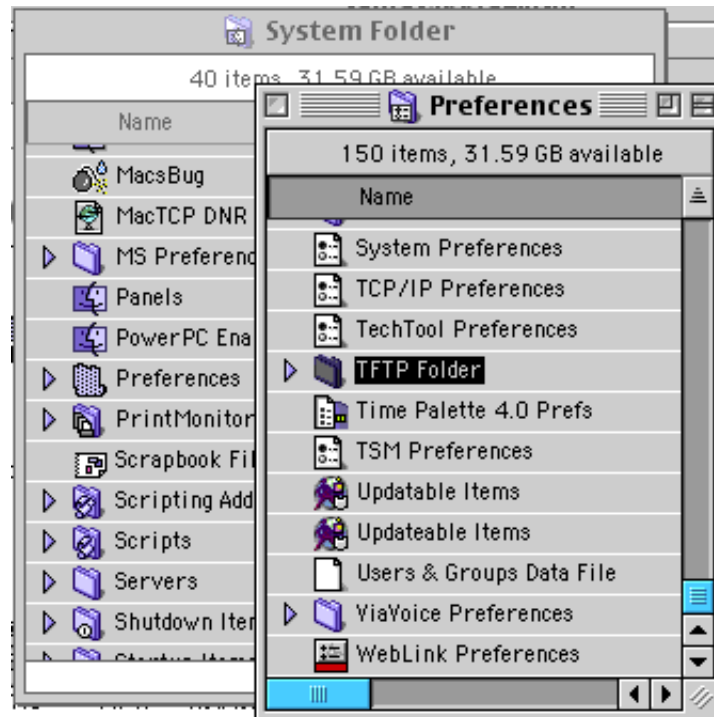 System Folder
40 items, 31.59 GB available
Name
MacsBug
MacTCP DNR
MS Preferenc
Panels
PowerPC Ena
Preferences
PrintMonitor
Scrapbook Fil
Scripting Add
Scripts
Servers
Shutdown Iter
Startup Items
Preferences
150 items, 31.59 GB available
Name
System Preferences
TCP/IP Preferences
TechTool Preferences
TFTP Folder
Time Palette 4.0 Prefs
TSM Preferences
Updatable Items
Updateable Items
Users & Groups Data File
ViaVoice Preferences
WebLink Preferences